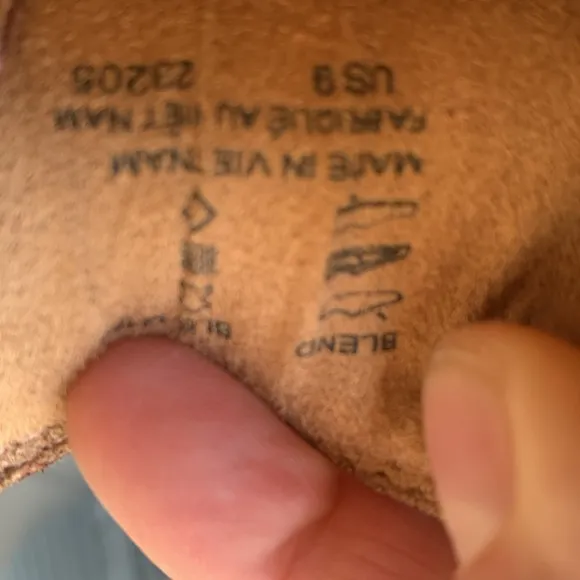 BLEND
MADE IN VIETNAM
FABRIQUÉ AU VIÊT NAM
US 9 23205